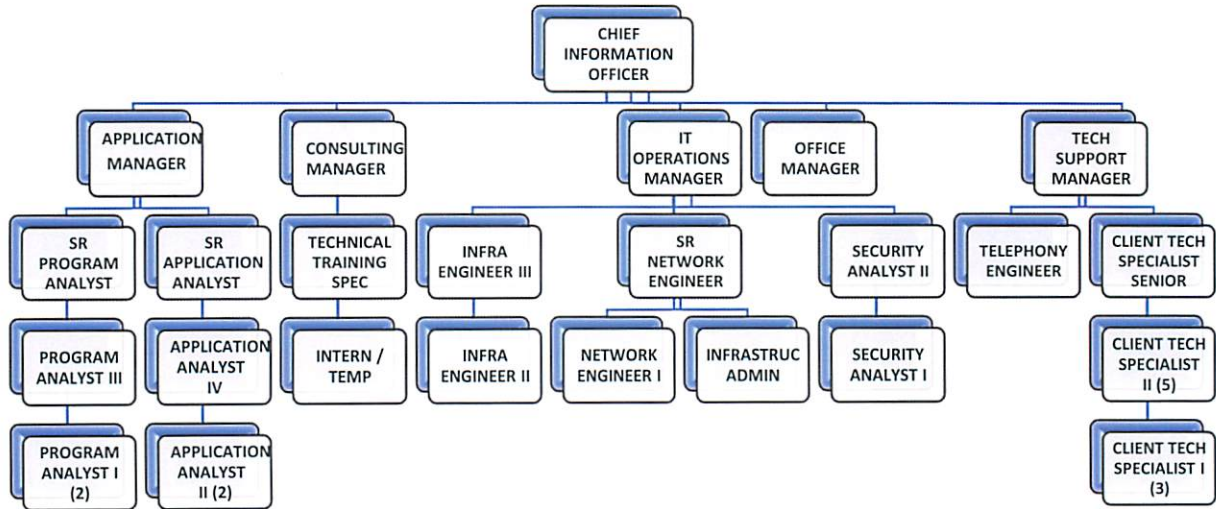 CHIEF
INFORMATION
OFFICER
APPLICATION
MANAGER
CONSULTING
MANAGER
IT
OPERATIONS
MANAGER
OFFICE
MANAGER
TECH
SUPPORT
MANAGER
SR
PROGRAM
ANALYST
SR
APPLICATION
ANALYST
TECHNICAL
TRAINING
SPEC
INFRA
ENGINEER III
SR
NETWORK
ENGINEER
SECURITY
ANALYST II
TELEPHONY
ENGINEER
CLIENT TECH
SPECIALIST
SENIOR
PROGRAM
ANALYST III
APPLICATION
ANALYST
IV
INTERN /
TEMP
INFRA
ENGINEER II
NETWORK
ENGINEER I
INFRASTRUC
ADMIN
SECURITY
ANALYST I
CLIENT TECH
SPECIALIST
II (5)
PROGRAM
ANALYST I
(2)
APPLICATION
ANALYST
II (2)
CLIENT TECH
SPECIALIST I
(3)